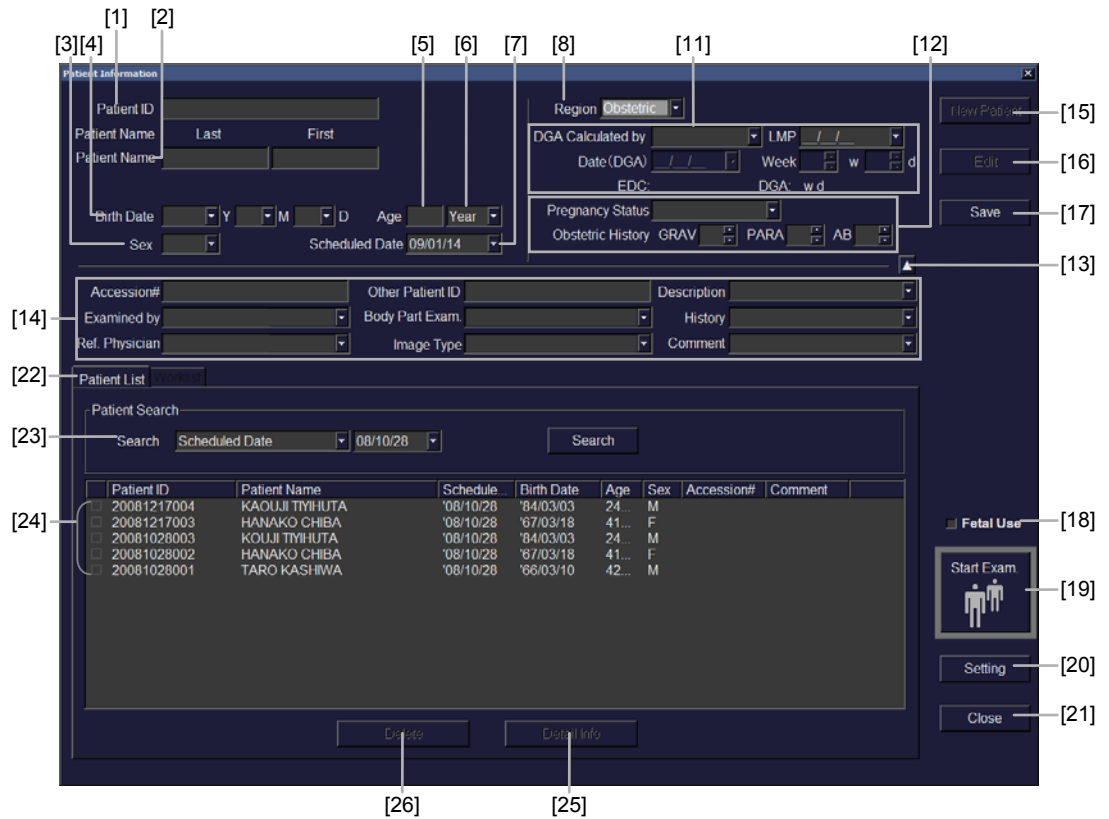 [1] [2]
[3][4] [5] [6] [7] [8] [11] [12]
Patient Information
Patient ID Region Obstetric New Patient [15]
Patient Name Last First DGA Calculated by LMP _/_/_
Patient Name Date(DGA) _/_/_ Week w d Edit [16]
EDC: DGA: w d
Birth Date Y M D Age Year Pregnancy Status Save [17]
Sex Scheduled Date 09/01/14 Obstetric History GRAV PARA AB
[13]
Accession# Other Patient ID Description
[14] Examined by Body Part Exam. History
Ref. Physician Image Type Comment
[22] Patient List Worklist
Patient Search
[23] Search Scheduled Date 08/10/28 Search
Patient ID Patient Name Schedule... Birth Date Age Sex Accession# Comment
20081217004 KAOUJI TIYIHUTA '08/10/28 '84/03/03 24... M
[24] 20081217003 HANAKO CHIBA '08/10/28 '67/03/18 41... F
20081028003 KOUJI TIYIHUTA '08/10/28 '84/03/03 24... M
20081028002 HANAKO CHIBA '08/10/28 '67/03/18 41... F
20081028001 TARO KASHIWA '08/10/28 '66/03/10 42... M
Fetal Use [18]
Start Exam. [19]
Setting [20]
Close [21]
Delete Detail Info
[26] [25]